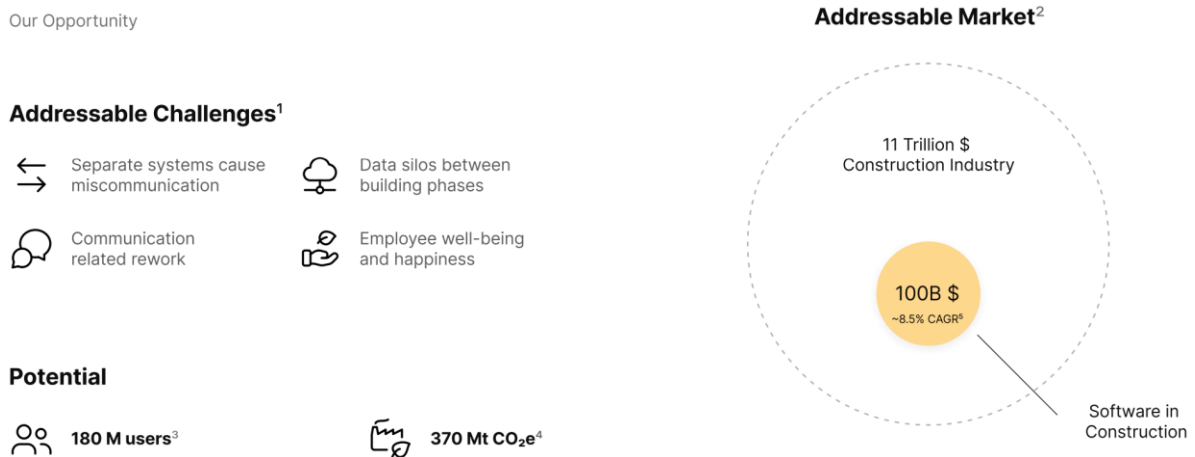 Our Opportunity
Addressable Challenges¹
Separate systems cause
miscommunication
Data silos between
building phases
Communication
related rework
Employee well-being
and happiness
Potential
180 M users³
370 Mt CO₂e⁴
Addressable Market²
11 Trillion $
Construction Industry
100B $
~8.5% CAGR⁵
Software in
Construction